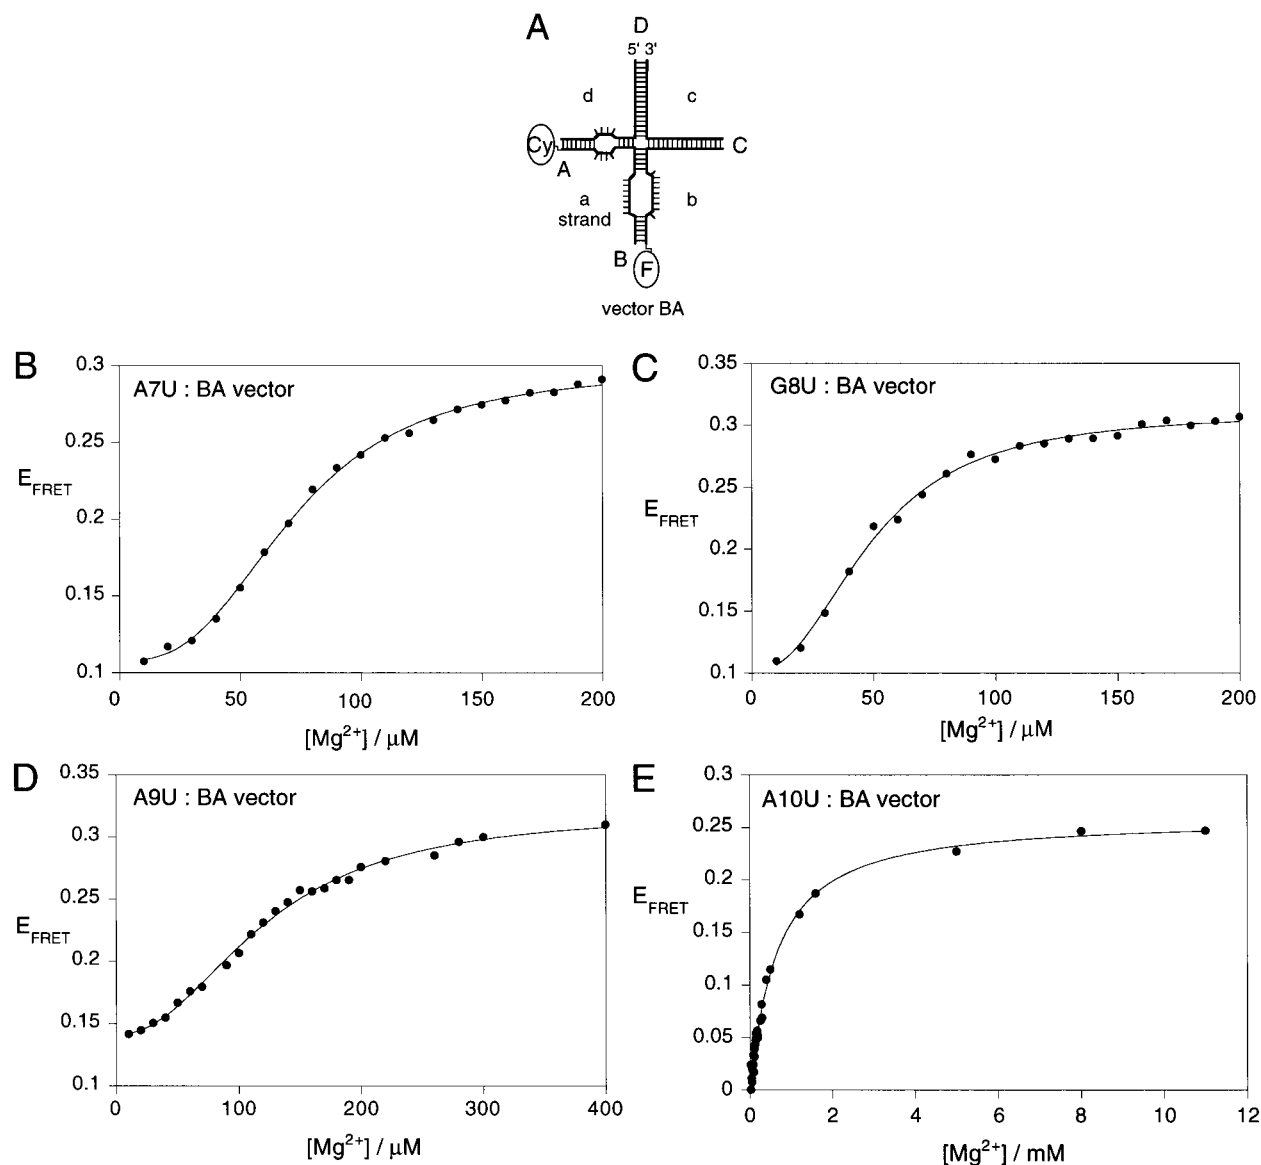 A
D
5' 3'
d c
Cy C
A
a b
strand
B
F
vector BA
B
0.3
A7U : BA vector
0.25
E_FRET
0.2
0.15
0.1
0 50 100 150 200
[Mg2+] / μM
C
0.35
G8U : BA vector
0.3
0.25
E_FRET
0.2
0.15
0.1
0 50 100 150 200
[Mg2+] / μM
D
0.35
A9U : BA vector
0.3
0.25
E_FRET
0.2
0.15
0.1
0 100 200 300 400
[Mg2+] / μM
E
0.3
A10U : BA vector
0.25
0.2
E_FRET
0.15
0.1
0.05
0
0 2 4 6 8 10 12
[Mg2+] / mM